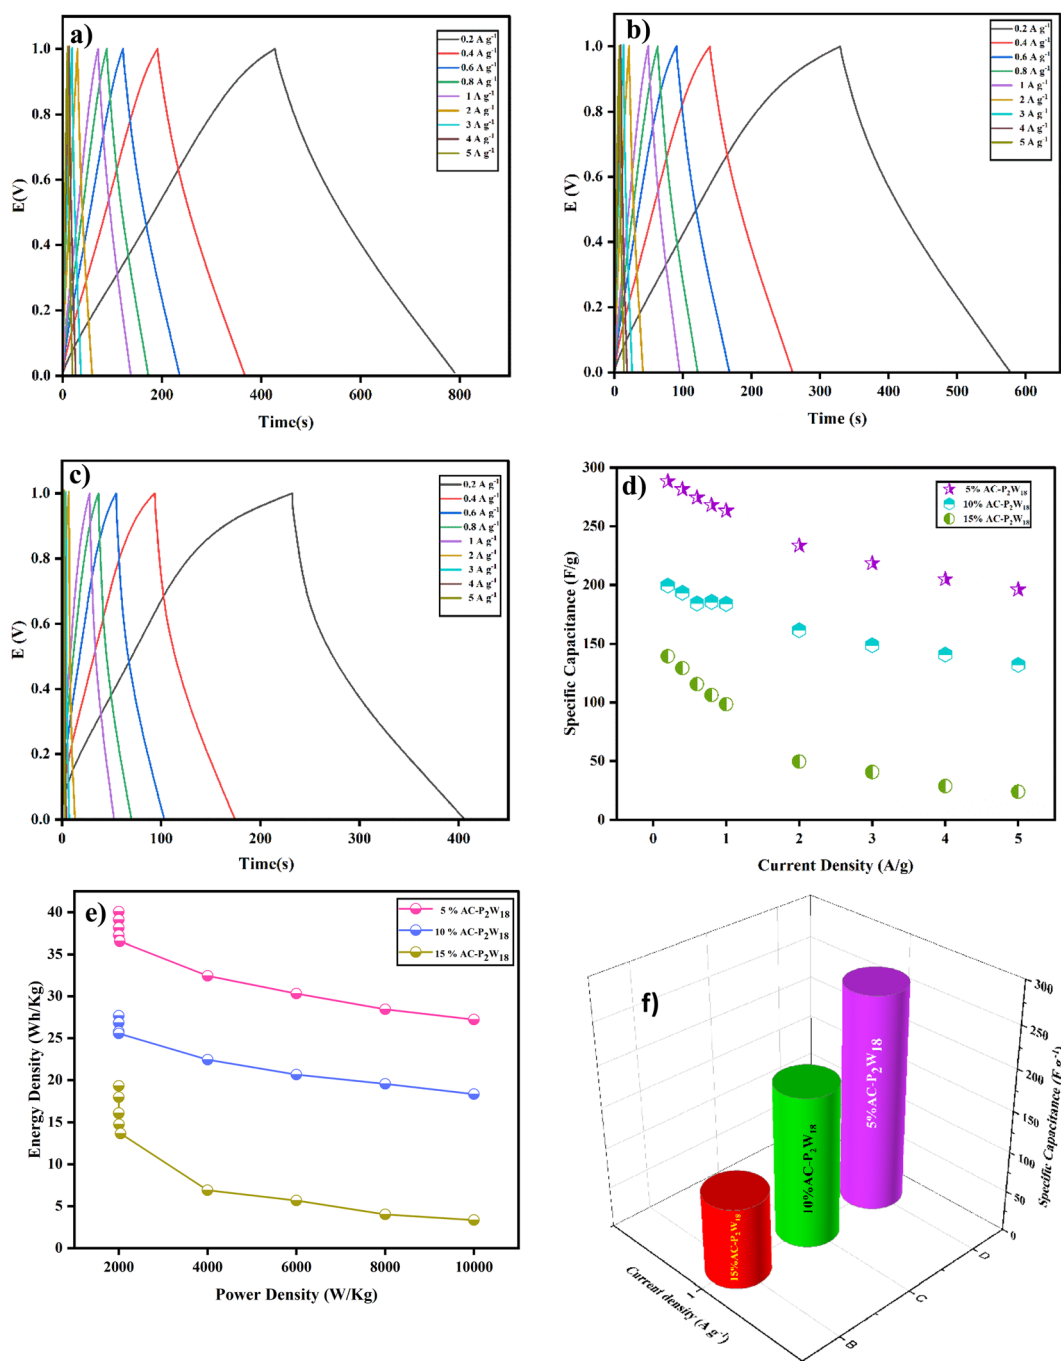 a)
0.2 A g-1
0.4 A g-1
0.6 A g-1
0.8 A g-1
1 A g-1
2 A g-1
3 A g-1
4 A g-1
5 A g-1
1.0
0.8
0.6
0.4
0.2
0.0
E(V)
0 200 400 600 800
Time(s)
b)
0.2 A g-1
0.4 A g-1
0.6 A g-1
0.8 A g-1
1 A g-1
2 A g-1
3 A g-1
4 A g-1
5 A g-1
1.0
0.8
0.6
0.4
0.2
0.0
E (V)
0 100 200 300 400 500 600
Time (s)
c)
0.2 A g-1
0.4 A g-1
0.6 A g-1
0.8 A g-1
1 A g-1
2 A g-1
3 A g-1
4 A g-1
5 A g-1
1.0
0.8
0.6
0.4
0.2
0.0
E (V)
0 200 400
Time(s)
d)
5% AC-P2W18
10% AC-P2W18
15% AC-P2W18
300
250
200
150
100
50
0
Specific Capacitance (F/g)
0 1 2 3 4 5
Current Density (A/g)
e)
5 % AC-P2W18
10 % AC-P2W18
15 % AC-P2W18
40
35
30
25
20
15
10
5
0
Energy Density (Wh/Kg)
2000 4000 6000 8000 10000
Power Density (W/Kg)
f)
5%AC-P2W18
10%AC-P2W18
15%AC-P2W18
300
250
200
150
100
50
0
Specific Capacitance (F g-1)
D
C
B
1
Current density (A g-1)